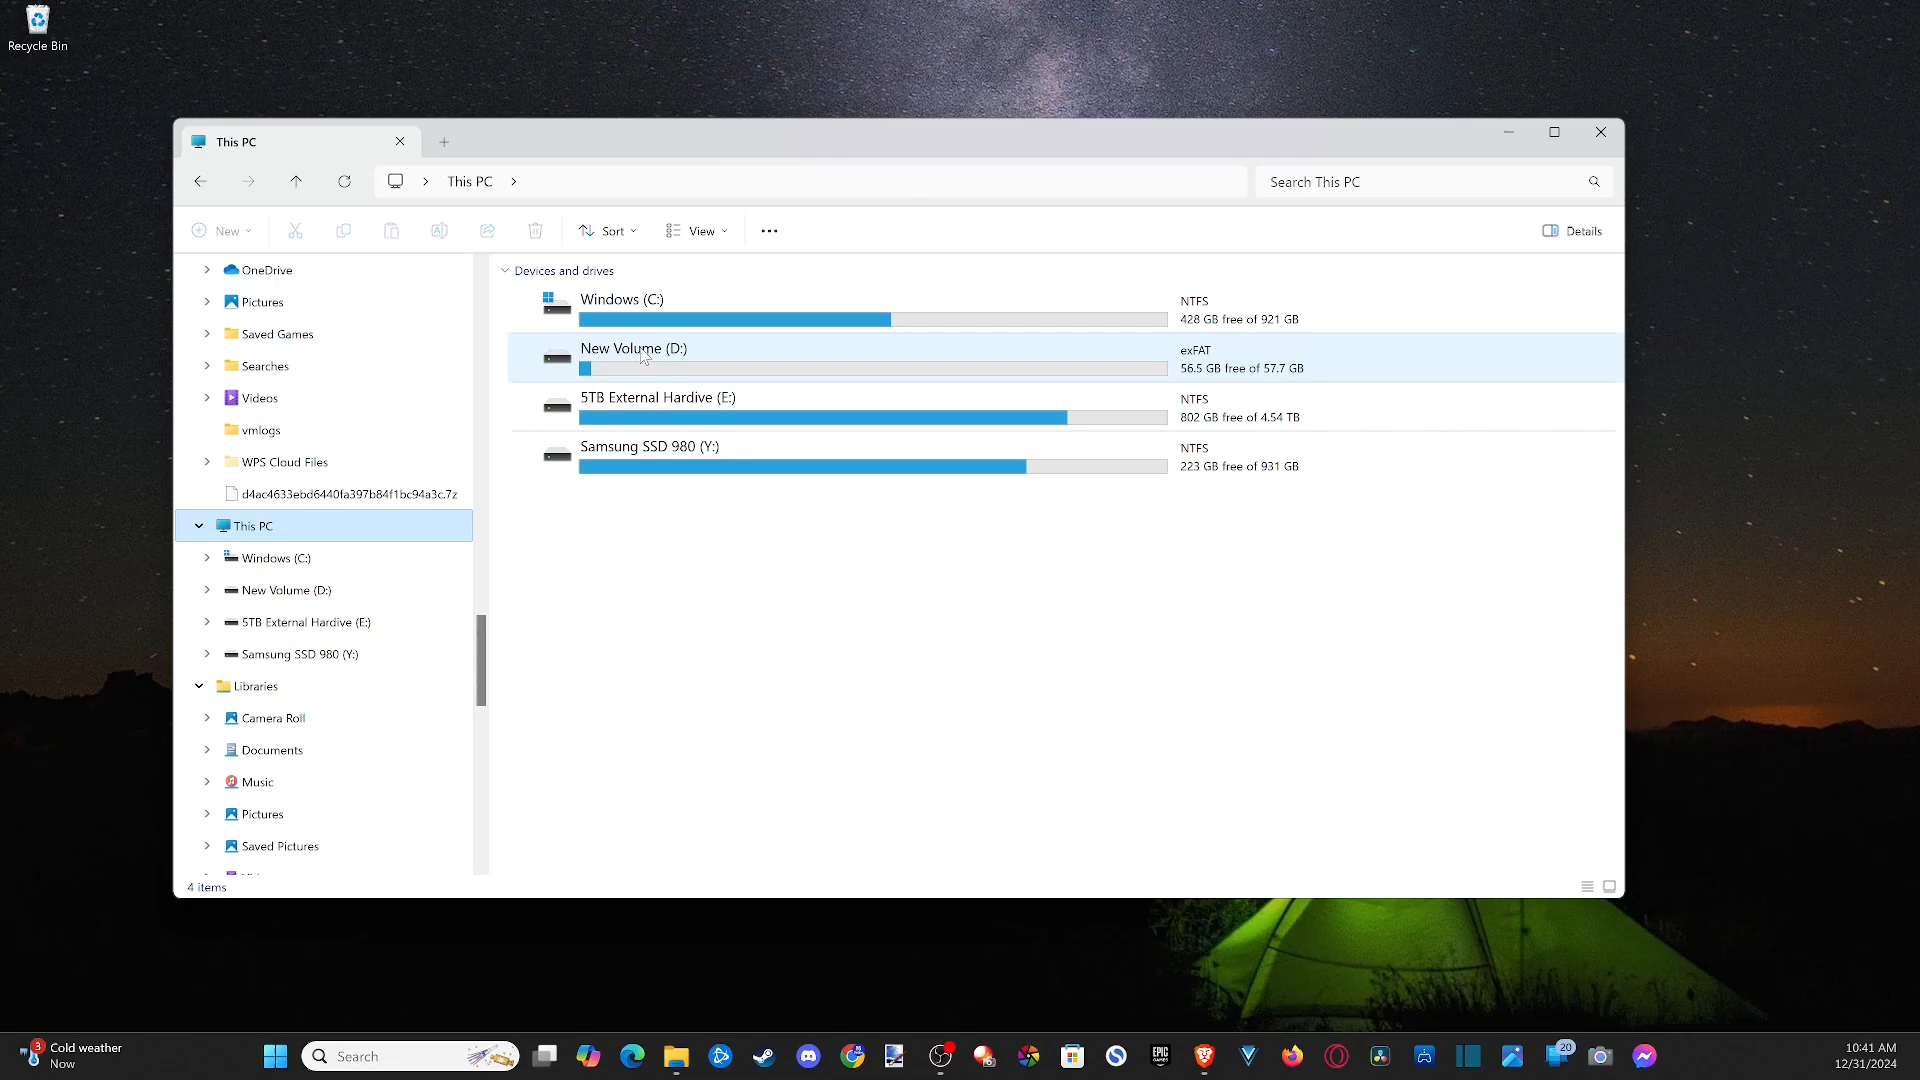 Recycle Bin
This PC
This PC
Search This PC
New
Sort
View
Details
OneDrive
Pictures
Saved Games
Searches
Videos
vmlogs
WPS Cloud Files
d4ac4633ebd6440fa397b84f1bc94a3c.7z
This PC
Windows (C:)
New Volume (D:)
5TB External Hardive (E:)
Samsung SSD 980 (Y:)
Libraries
Camera Roll
Documents
Music
Pictures
Saved Pictures
Devices and drives
Windows (C:)
NTFS
428 GB free of 921 GB
New Volume (D:)
exFAT
56.5 GB free of 57.7 GB
5TB External Hardive (E:)
NTFS
802 GB free of 4.54 TB
Samsung SSD 980 (Y:)
NTFS
223 GB free of 931 GB
4 items
3
Cold weather
Now
Search
EPIC
GAMES
20
10:41 AM
12/31/2024